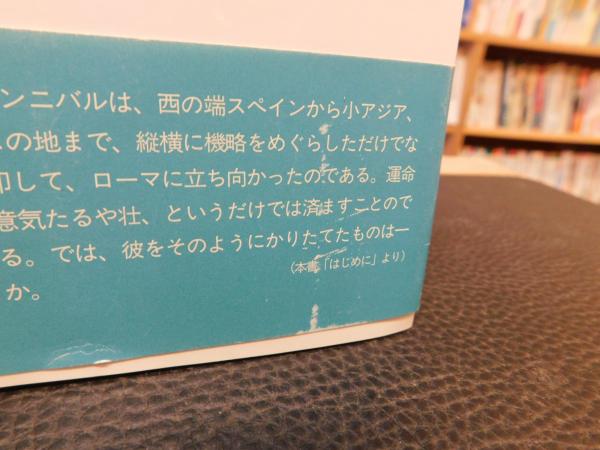 ンニバルは、西の端スペインから小アジア、
の地まで、縦横に機略をめぐらしただけでな
印して、ローマに立ち向かったのである。運命
意気たるや壮、というだけでは済ますことので
る。では、彼をそのようにかりたてたものは一
か。
(本書「はじめに」より)